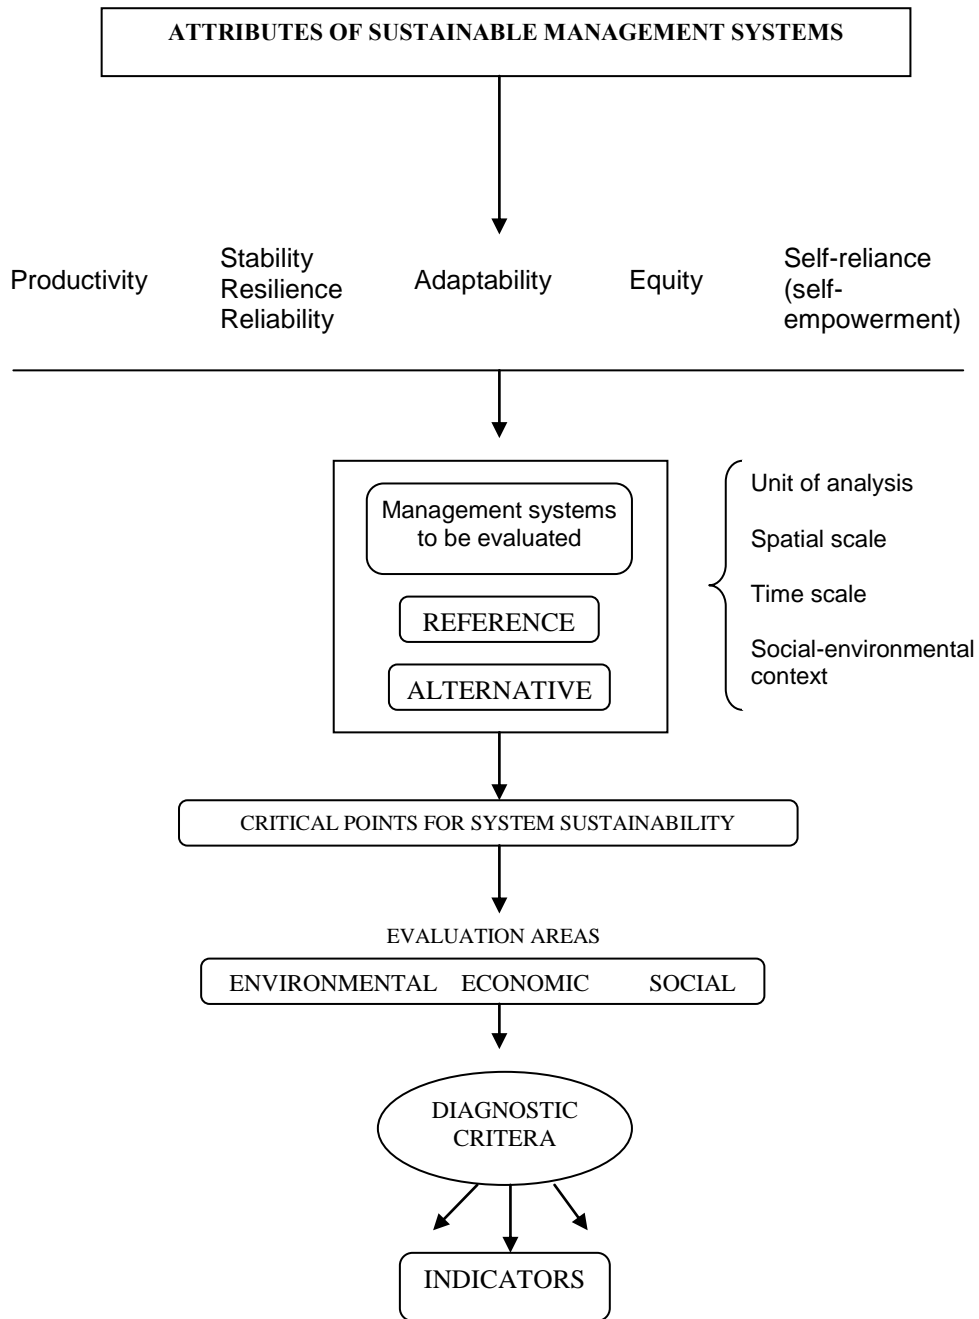 ATTRIBUTES OF SUSTAINABLE MANAGEMENT SYSTEMS
Productivity
Stability
Resilience
Reliability
Adaptability
Equity
Self-reliance
(self-
empowerment)
Management systems
to be evaluated
REFERENCE
ALTERNATIVE
Unit of analysis
Spatial scale
Time scale
Social-environmental
context
CRITICAL POINTS FOR SYSTEM SUSTAINABILITY
EVALUATION AREAS
ENVIRONMENTAL ECONOMIC SOCIAL
DIAGNOSTIC
CRITERA
INDICATORS